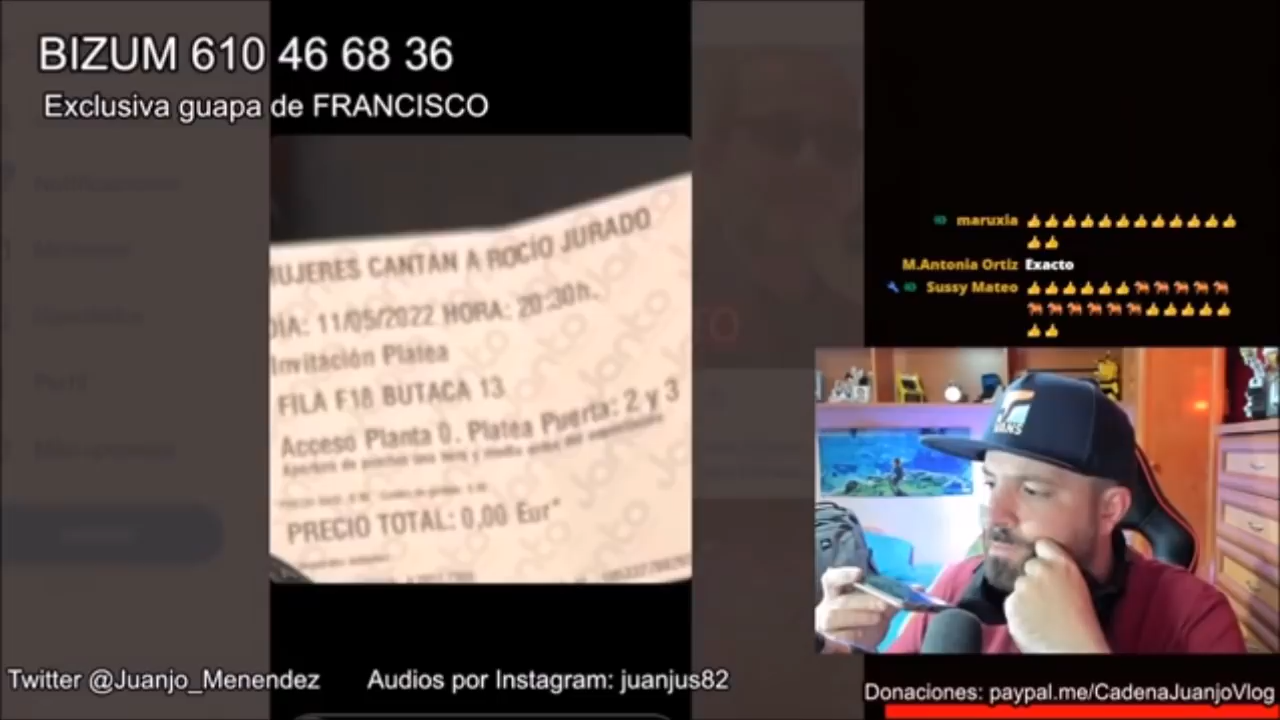 BIZUM 610 46 68 36
Exclusiva guapa de FRANCISCO
MUJERES CANTAN A ROCÍO JURADO
DÍA: 11/05/2022 HORA: 20:30h.
Invitación Platea
FILA F18 BUTACA 13
Acceso Planta 0. Platea Puerta: 2 y 3
PRECIO TOTAL: 0,00 Eur*
maruxia 👍👍👍👍👍👍👍👍👍👍👍👍
👍👍
M.Antonia Ortiz Exacto
Sussy Mateo 👍👍👍👍👍👍🐕🐕🐕🐕🐕
🐕🐕🐕🐕🐕🐕👍👍👍👍👍
👍👍
VANS
Twitter @Juanjo_Menendez
Audios por Instagram: juanjus82
Donaciones: paypal.me/CadenaJuanjoVlog